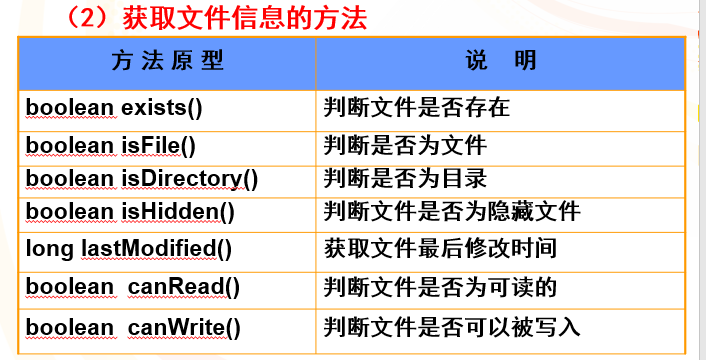 （2）获取文件信息的方法
方法原型 说 明
boolean exists() 判断文件是否存在
boolean isFile() 判断是否为文件
boolean isDirectory() 判断是否为目录
boolean isHidden() 判断文件是否为隐藏文件
long lastModified() 获取文件最后修改时间
boolean canRead() 判断文件是否为可读的
boolean canWrite() 判断文件是否可以被写入